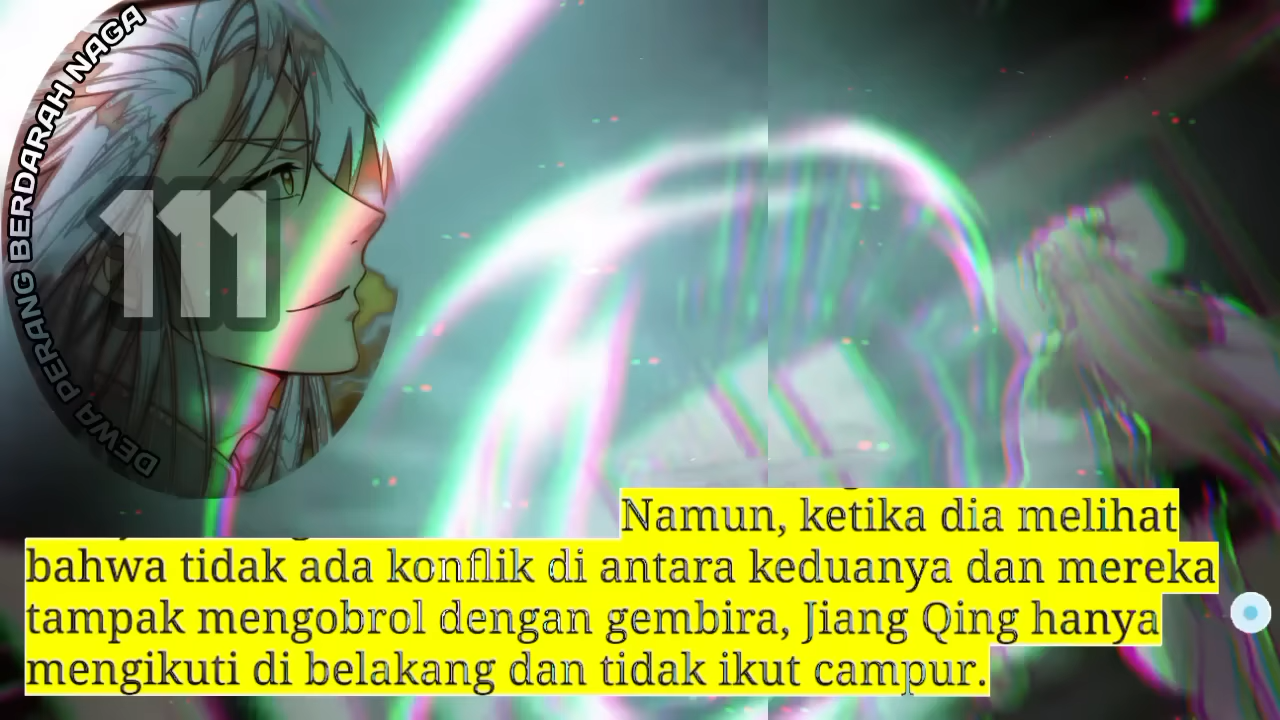 DEWA PERANG BERDARAH NAGA
111
Namun, ketika dia melihat
bahwa tidak ada konflik di antara keduanya dan mereka
tampak mengobrol dengan gembira, Jiang Qing hanya
mengikuti di belakang dan tidak ikut campur.